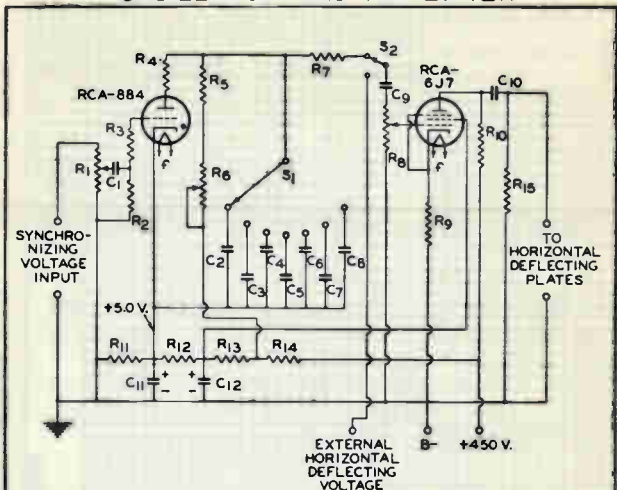 R4
R5
R7
S2
RCA-884
RCA-
6J7
C10
C9
R3
R1
C1
R2
R6
S1
R8
R10
R9
R15
SYNCHRO-
NIZING
VOLTAGE
INPUT
C2
C4
C6
C8
C3
C5
C7
TO
HORIZONTAL
DEFLECTING
PLATES
+5.0 V.
R11
R12
R13
R14
C11
+
-
+
-
C12
EXTERNAL
HORIZONTAL
DEFLECTING
VOLTAGE
B-
+450 V.
f
f